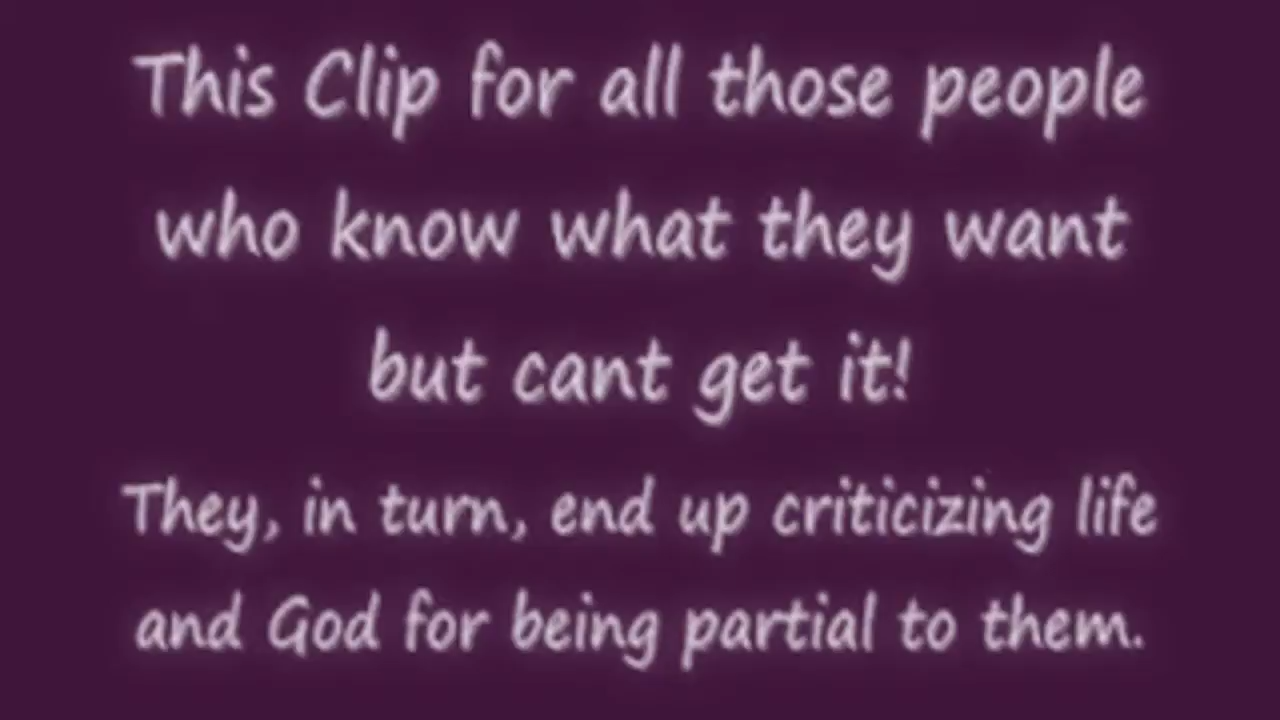 This Clip for all those people
who know what they want
but cant get it!
They, in turn, end up criticizing life
and God for being partial to them.